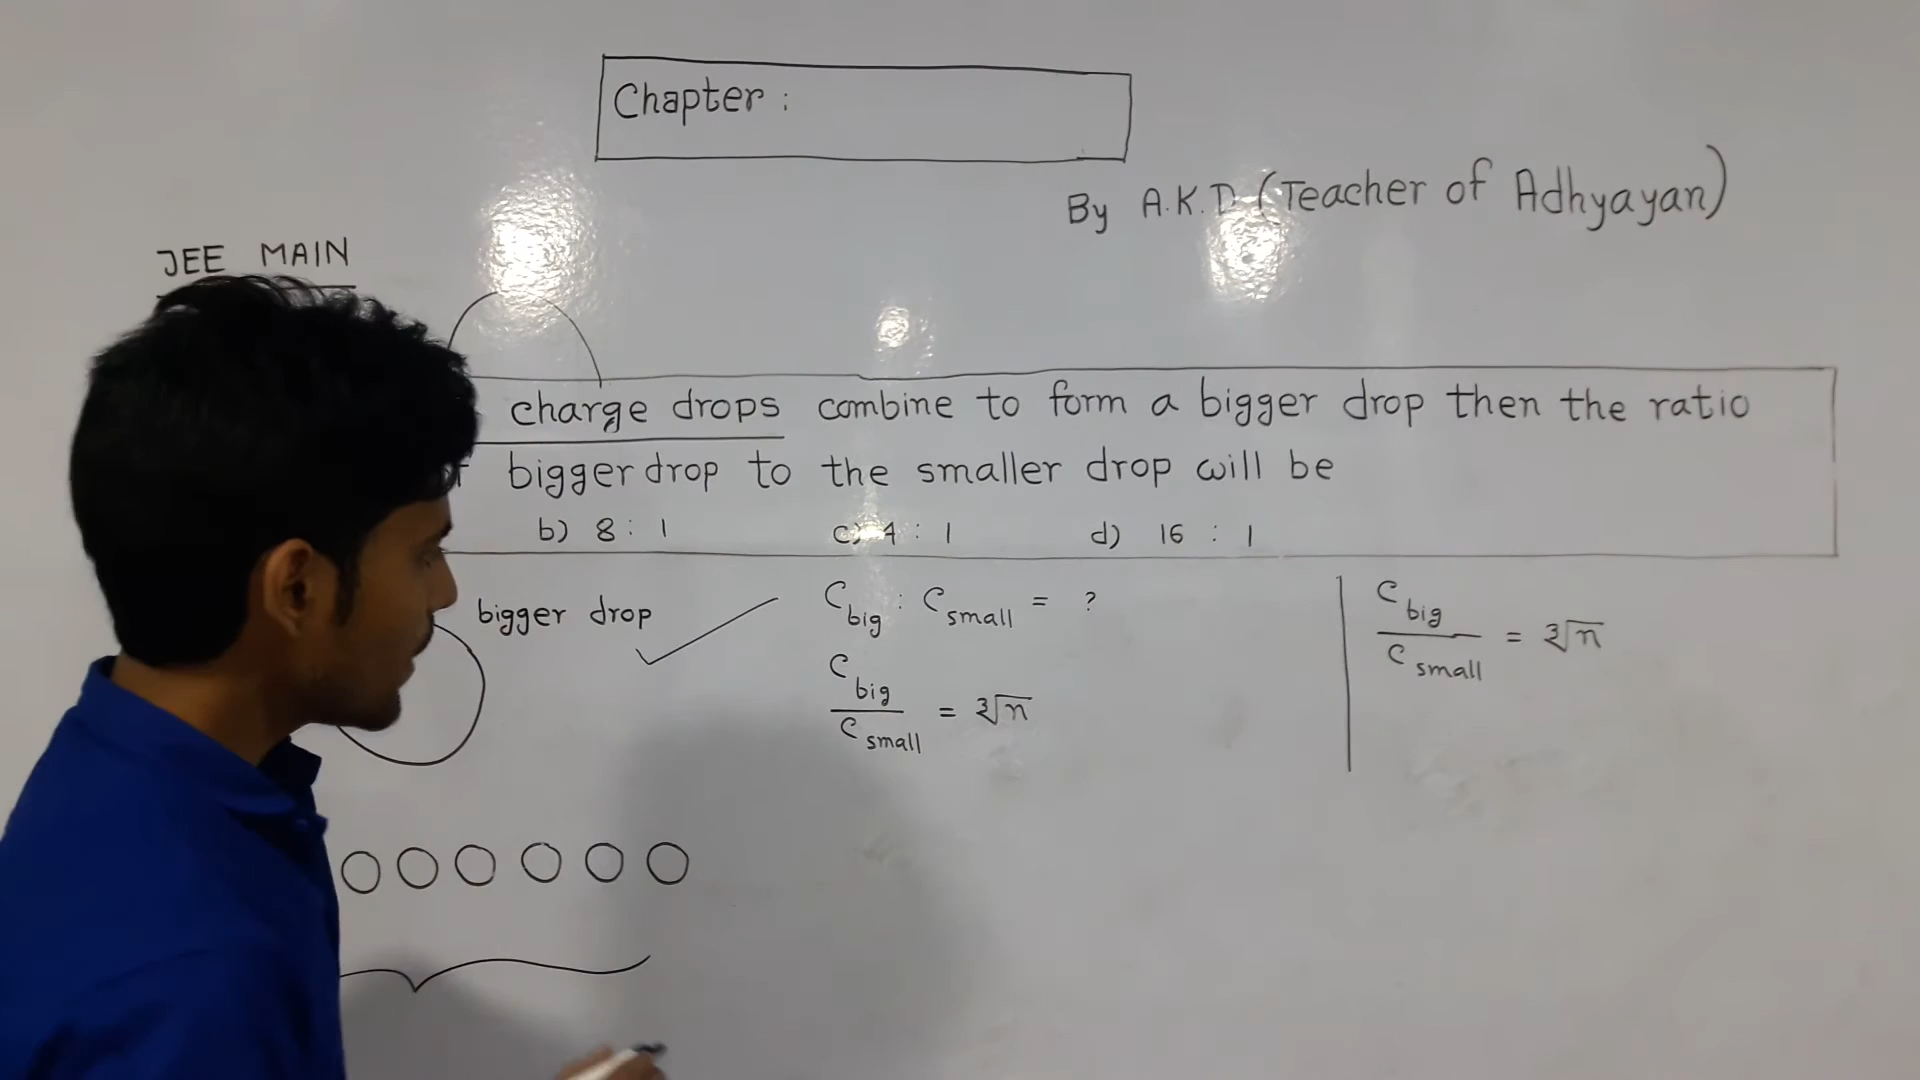 Chapter :
By A.K.D (Teacher of Adhyayan)
JEE MAIN
charge drops combine to form a bigger drop then the ratio
bigger drop to the smaller drop will be
b) 8 : 1 c) 4 : 1 d) 16 : 1
bigger drop
C big : C small = ?
C big / C small = ∛n
C big / C small = ∛n